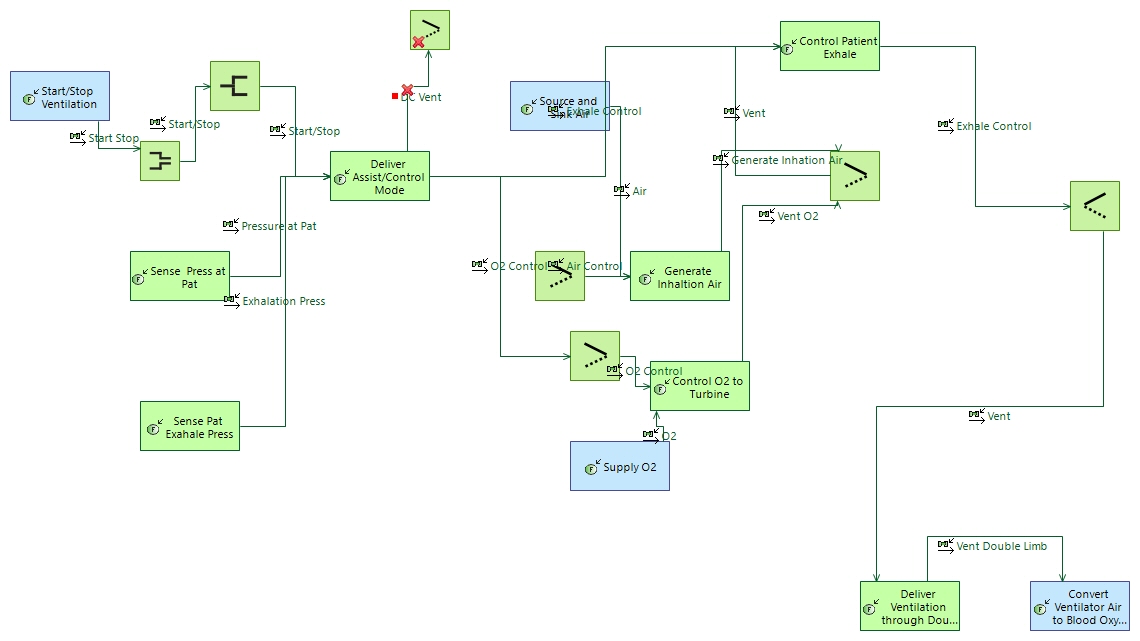 Control Patient
Exhale
DC Vent
Start/Stop
Ventilation
Source and
Sink Air
Exhale Control
Vent
Start/Stop
Start/Stop
Start Stop
Exhale Control
Deliver
Assist/Control
Mode
Generate Inhation Air
Air
Vent O2
Pressure at Pat
O2 Control
Air Control
Sense Press at
Pat
Generate
Inhaltion Air
Exhalation Press
O2 Control
Control O2 to
Turbine
Sense Pat
Exahale Press
Vent
O2
Supply O2
Vent Double Limb
Deliver
Ventilation
through Dou...
Convert
Ventilator Air
to Blood Oxy...